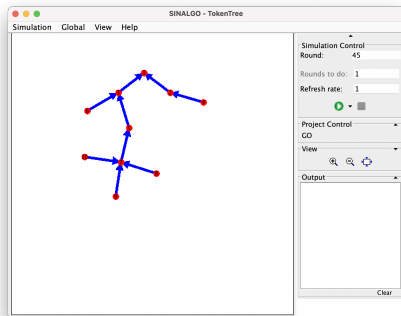 SINALGO - TokenTree
Simulation Global View Help
Simulation Control
Round: 45
Rounds to do: 1
Refresh rate: 1
Project Control
GO
View
Output
Clear